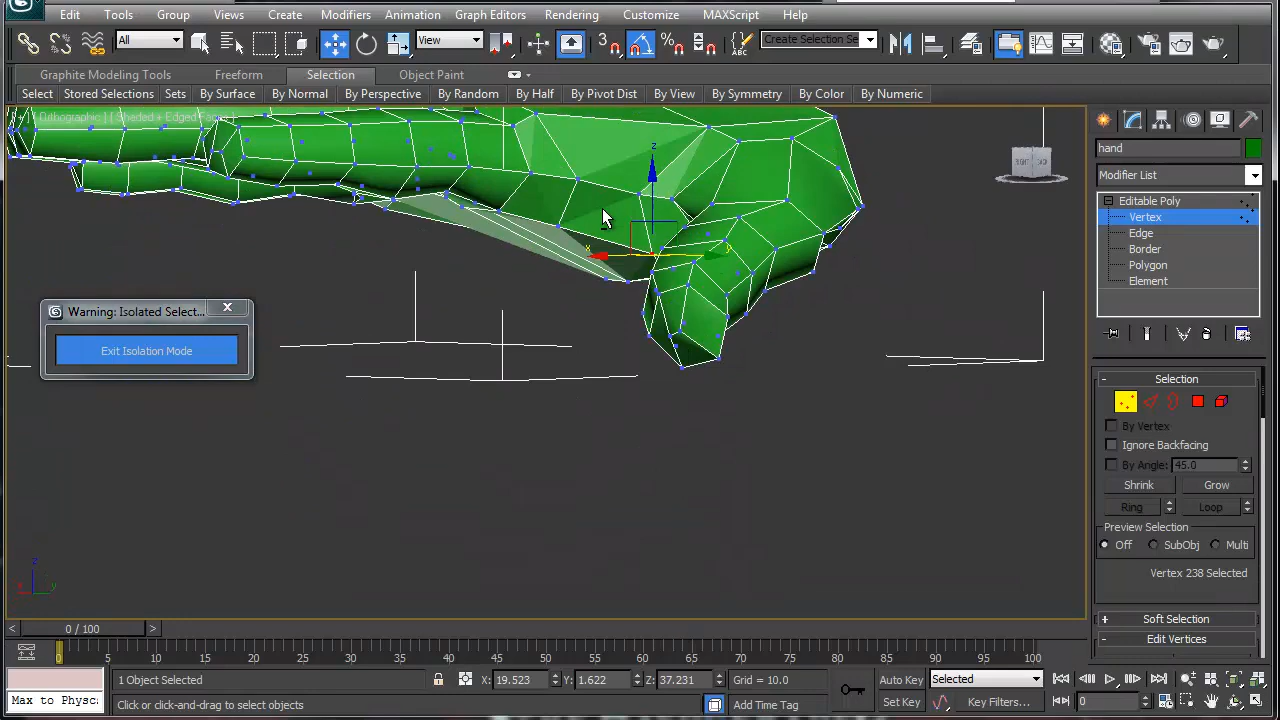 Edit Tools Group Views Create Modifiers Animation Graph Editors Rendering Customize MAXScript Help
All View 3 Create Selection Se
Graphite Modeling Tools Freeform Selection Object Paint
Select Stored Selections Sets By Surface By Normal By Perspective By Random By Half By Pivot Dist By View By Symmetry By Color By Numeric
Orthographic ] [ Shaded + Edged Faces ]
hand
Modifier List
Editable Poly
Vertex
Edge
Border
Polygon
Element
z
x y
Warning: Isolated Select...
Exit Isolation Mode
Selection
By Vertex
Ignore Backfacing
By Angle: 45.0
Shrink Grow
Ring Loop
Preview Selection
Off SubObj Multi
Vertex 238 Selected
z
x y
Soft Selection
Edit Vertices
< 0 / 100 >
0 5 10 15 20 25 30 35 40 45 50 55 60 65 70 75 80 85 90 95 100
1 Object Selected X: 19.523 Y: 1.622 Z: 37.231 Grid = 10.0 Auto Key Selected
Max to Physc: Click or click-and-drag to select objects Add Time Tag Set Key Key Filters... 0